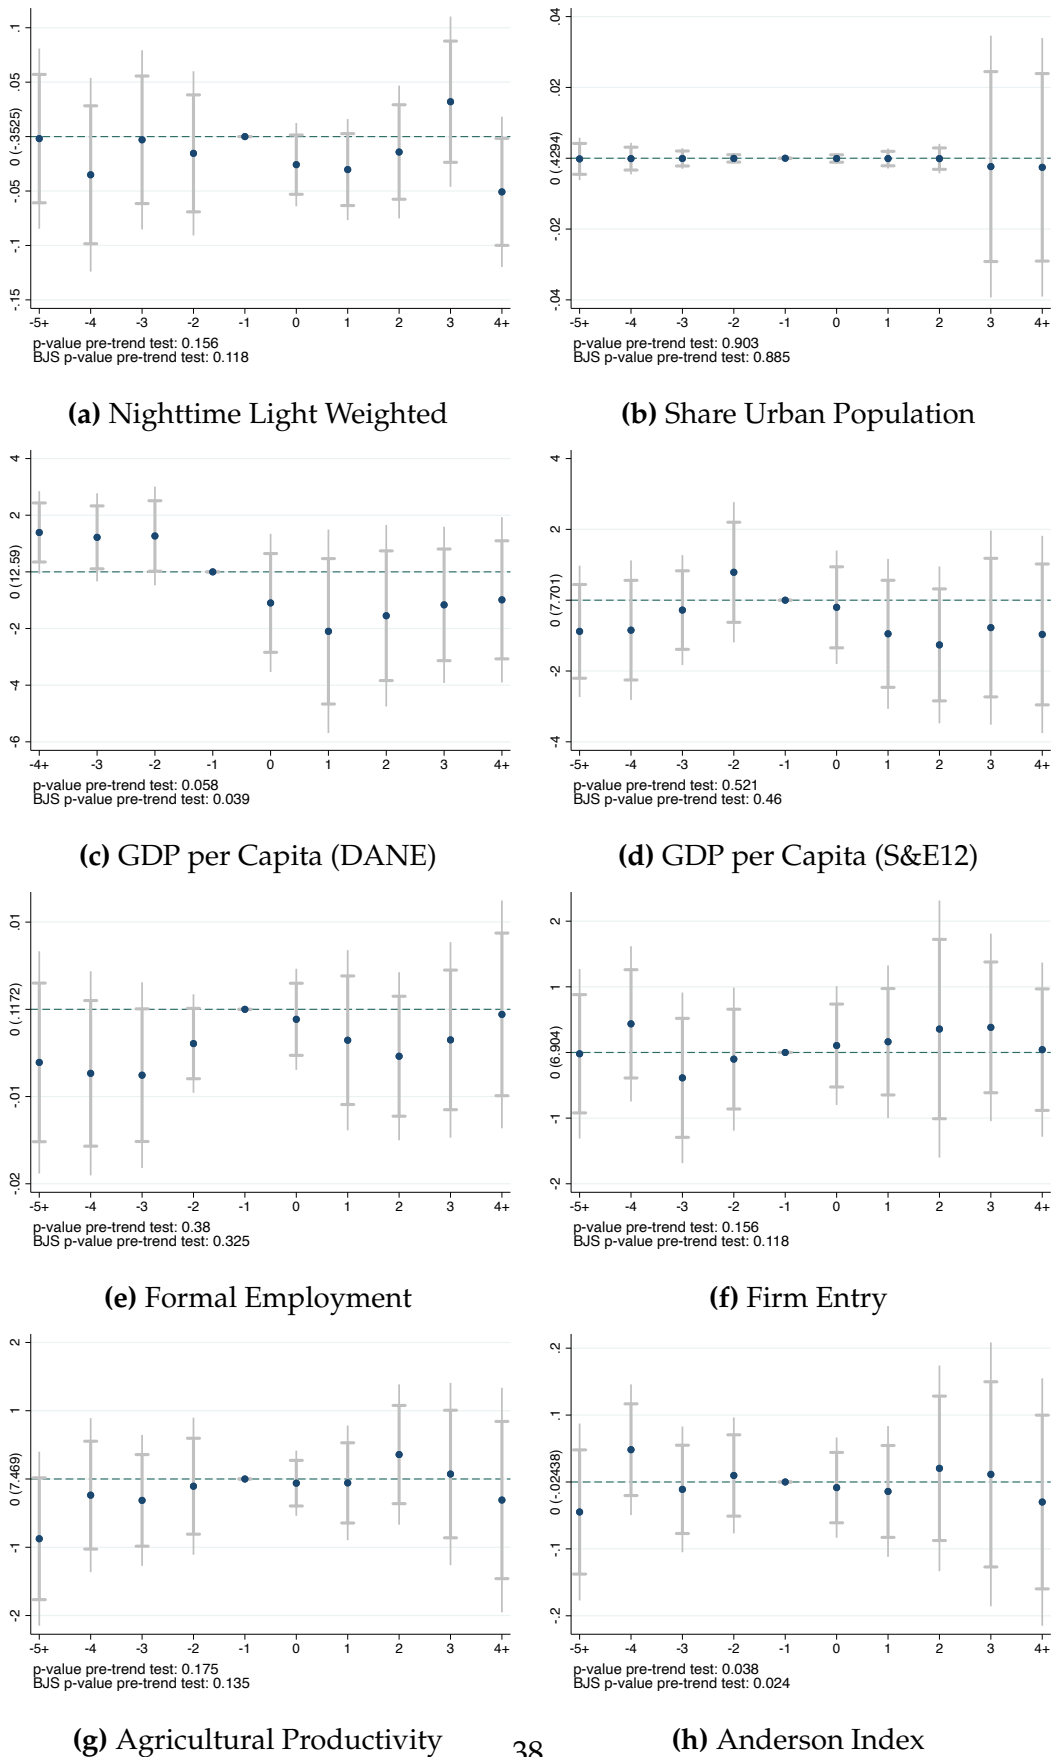 .1
.05
0 (-.3525)
-.05
-.1
-.15
-5+ -4 -3 -2 -1 0 1 2 3 4+
p-value pre-trend test: 0.156
BJS p-value pre-trend test: 0.118
(a) Nighttime Light Weighted
.04
.02
0 (.4294)
-.02
-.04
-5+ -4 -3 -2 -1 0 1 2 3 4+
p-value pre-trend test: 0.903
BJS p-value pre-trend test: 0.885
(b) Share Urban Population
4
2
0 (12.59)
-2
-4
-6
-4+ -3 -2 -1 0 1 2 3 4+
p-value pre-trend test: 0.058
BJS p-value pre-trend test: 0.039
(c) GDP per Capita (DANE)
4
2
0 (7.701)
-2
-4
-5+ -4 -3 -2 -1 0 1 2 3 4+
p-value pre-trend test: 0.521
BJS p-value pre-trend test: 0.46
(d) GDP per Capita (S&E12)
.01
0 (.1172)
-.01
-.02
-5+ -4 -3 -2 -1 0 1 2 3 4+
p-value pre-trend test: 0.38
BJS p-value pre-trend test: 0.325
(e) Formal Employment
2
1
0 (6.904)
-1
-2
-5+ -4 -3 -2 -1 0 1 2 3 4+
p-value pre-trend test: 0.156
BJS p-value pre-trend test: 0.118
(f) Firm Entry
2
1
0 (7.469)
-1
-2
-5+ -4 -3 -2 -1 0 1 2 3 4+
p-value pre-trend test: 0.175
BJS p-value pre-trend test: 0.135
(g) Agricultural Productivity
.2
.1
0 (-.02438)
-.1
-.2
-5+ -4 -3 -2 -1 0 1 2 3 4+
p-value pre-trend test: 0.038
BJS p-value pre-trend test: 0.024
(h) Anderson Index
38